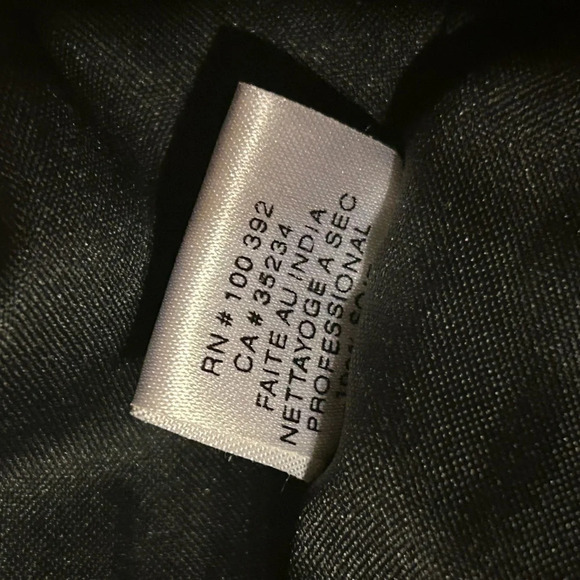 RN # 100 392
CA # 35234
FAITE AU INDIA
NETTAYOGE A SEC
PROFESSIONAL